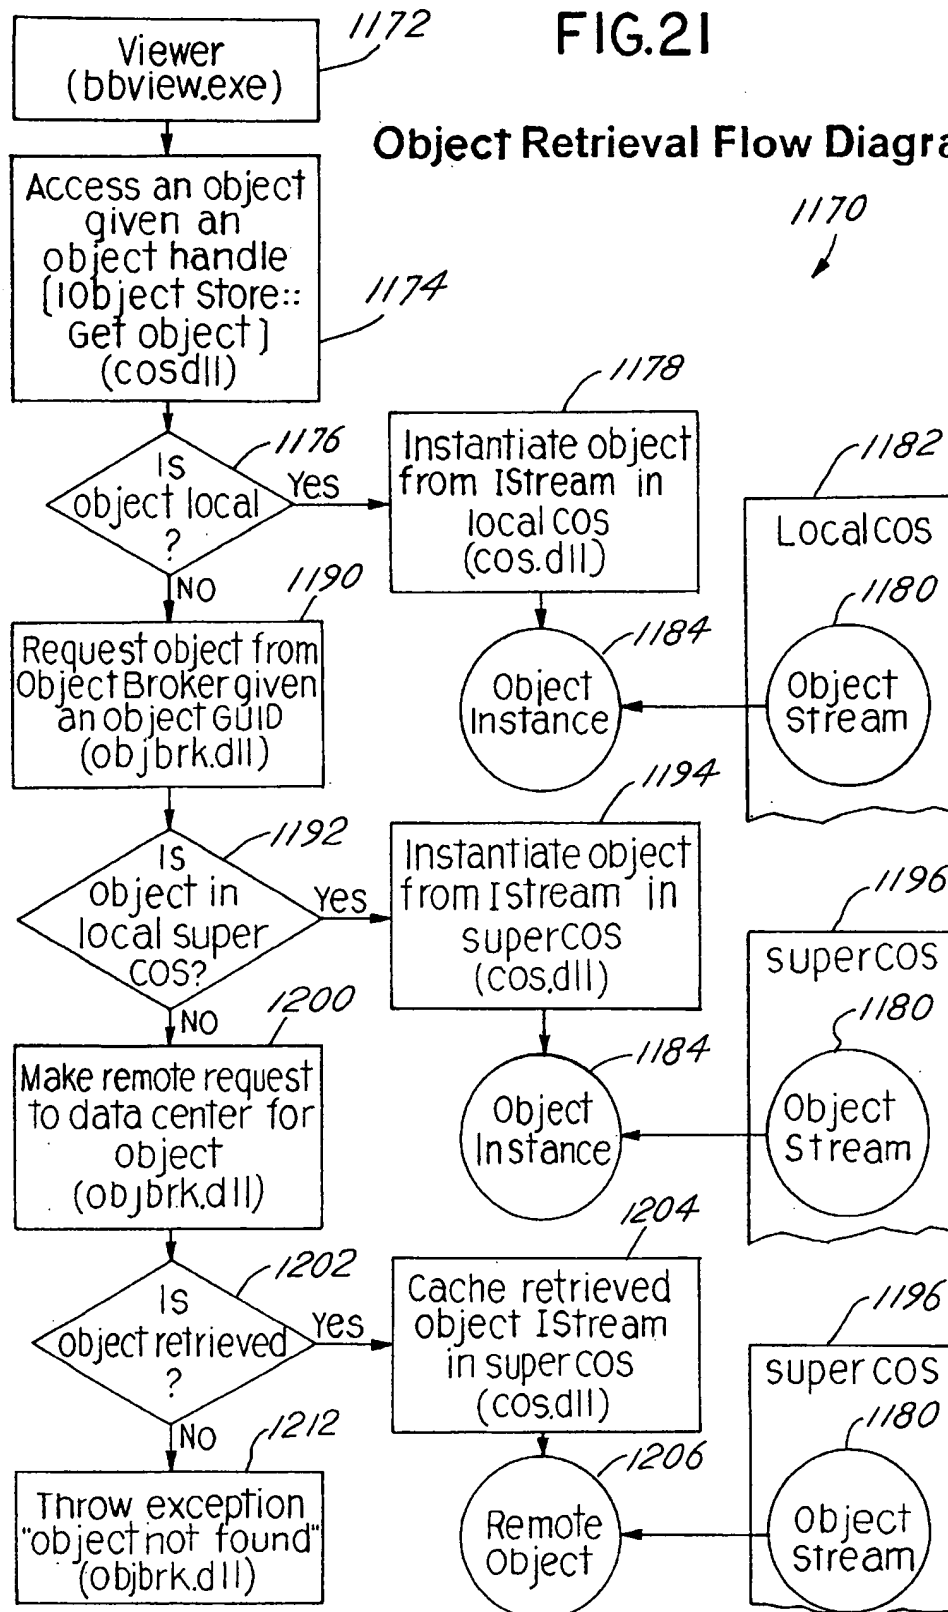 FIG.21
1172
Viewer
(bbview.exe)
Object Retrieval Flow Diagra
1170
Access an object
given an
object handle
[IObject Store::
Get object]
(cosdll)
1174
1176
Is
object local
?
Yes
NO
1178
Instantiate object
from IStream in
local COS
(cos.dll)
1182
Local COS
1180
Object
Stream
1184
Object
Instance
1190
Request object from
Object Broker given
an object GUID
(objbrk.dll)
1192
Is
object in
local super
COS?
Yes
NO
1194
Instantiate object
from IStream in
superCOS
(cos.dll)
1196
superCOS
1180
Object
Stream
1184
Object
Instance
1200
Make remote request
to data center for
object
(objbrk.dll)
1202
Is
object retrieved
?
Yes
NO
1204
Cache retrieved
object IStream
in super COS
(cos.dll)
1196
super COS
1180
Object
Stream
1206
Remote
Object
1212
Throw exception
"object not found"
(objbrk.dll)